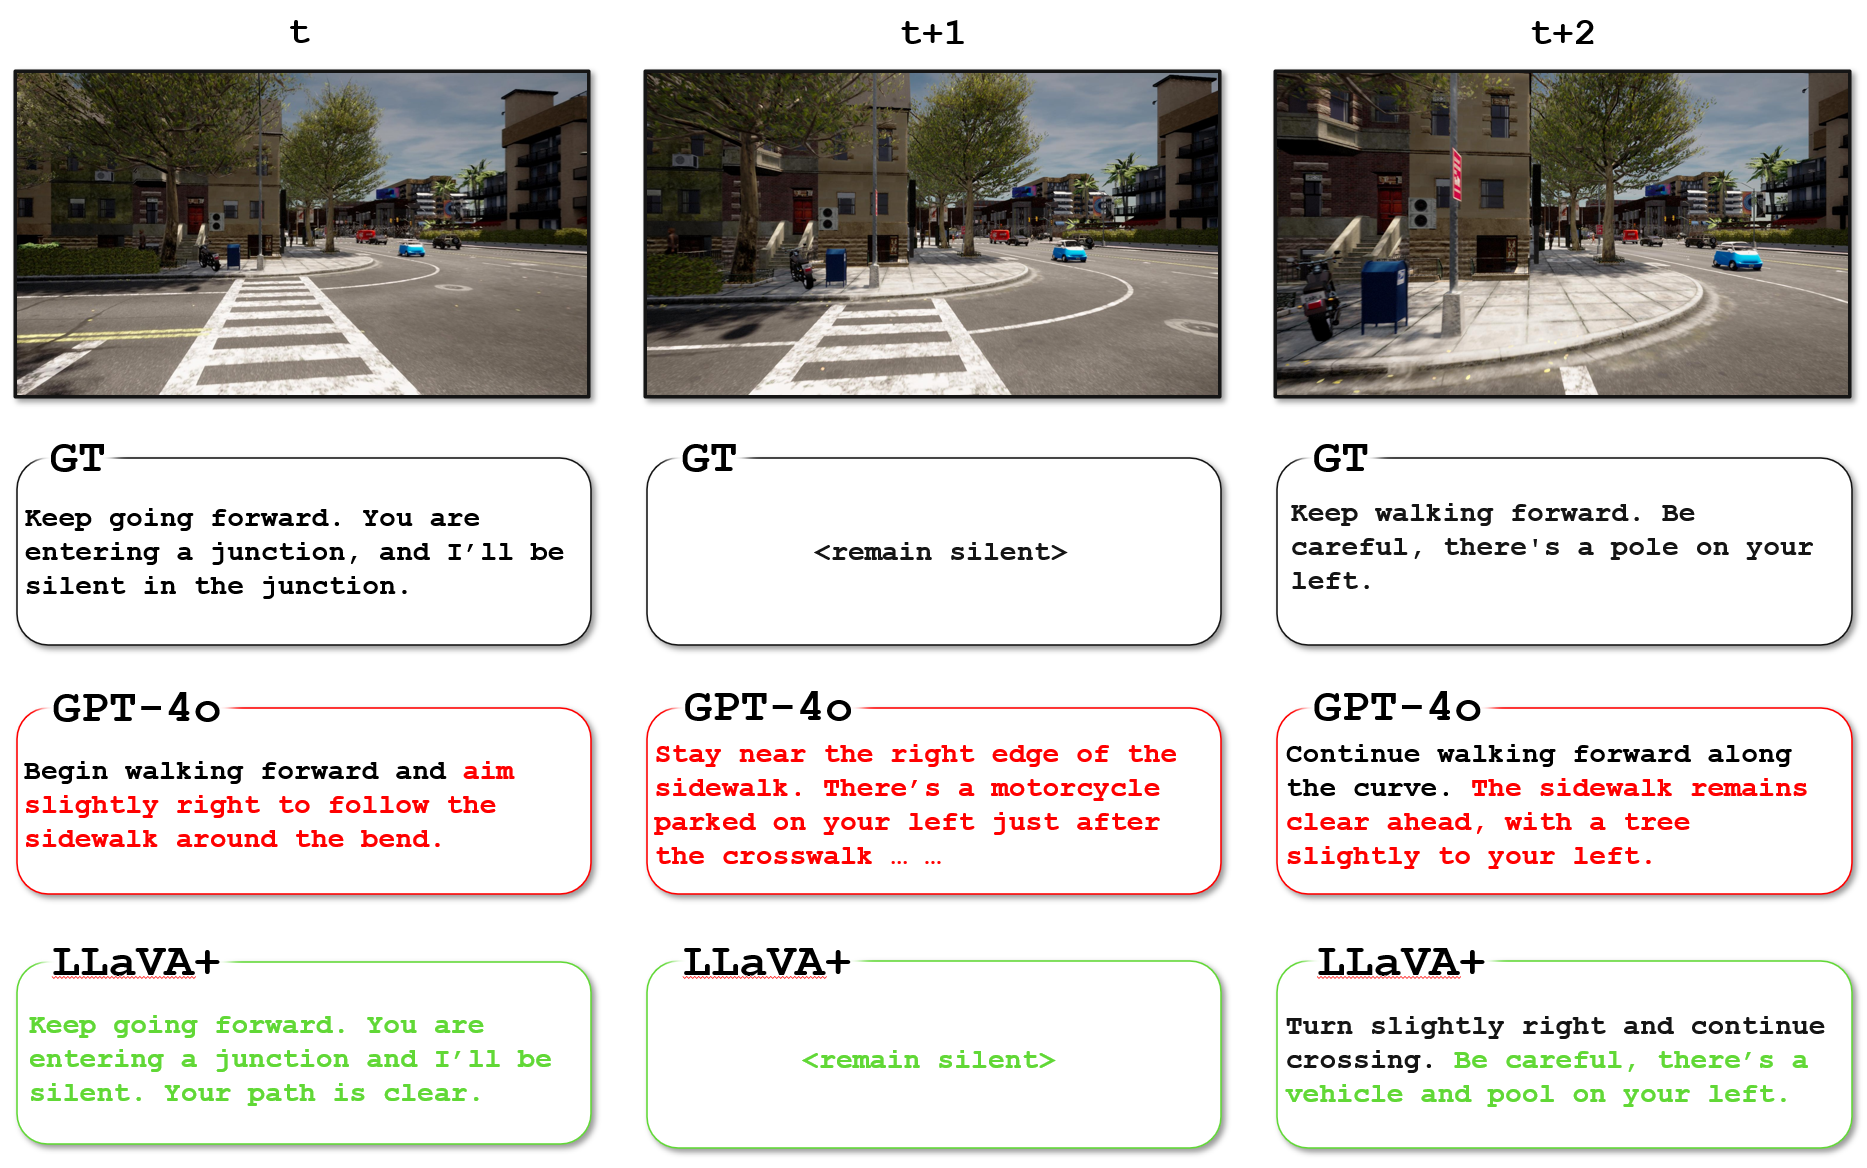 t
t+1
t+2
GT
Keep going forward. You are
entering a junction, and I’ll be
silent in the junction.
GT
<remain silent>
GT
Keep walking forward. Be
careful, there's a pole on your
left.
GPT-4o
Begin walking forward and aim
slightly right to follow the
sidewalk around the bend.
GPT-4o
Stay near the right edge of the
sidewalk. There’s a motorcycle
parked on your left just after
the crosswalk … …
GPT-4o
Continue walking forward along
the curve. The sidewalk remains
clear ahead, with a tree
slightly to your left.
LLaVA+
Keep going forward. You are
entering a junction and I’ll be
silent. Your path is clear.
LLaVA+
<remain silent>
LLaVA+
Turn slightly right and continue
crossing. Be careful, there’s a
vehicle and pool on your left.